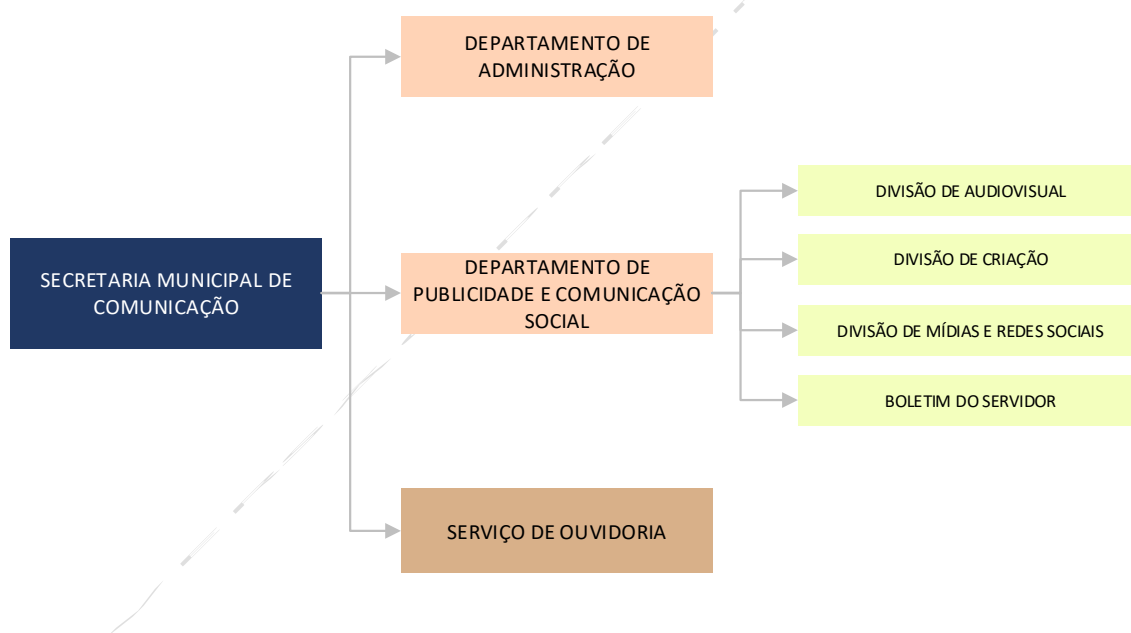 DEPARTAMENTO DE
ADMINISTRAÇÃO
DIVISÃO DE AUDIOVISUAL
SECRETARIA MUNICIPAL DE
COMUNICAÇÃO
DEPARTAMENTO DE
PUBLICIDADE E COMUNICAÇÃO
SOCIAL
DIVISÃO DE CRIAÇÃO
DIVISÃO DE MÍDIAS E REDES SOCIAIS
BOLETIM DO SERVIDOR
SERVIÇO DE OUVIDORIA